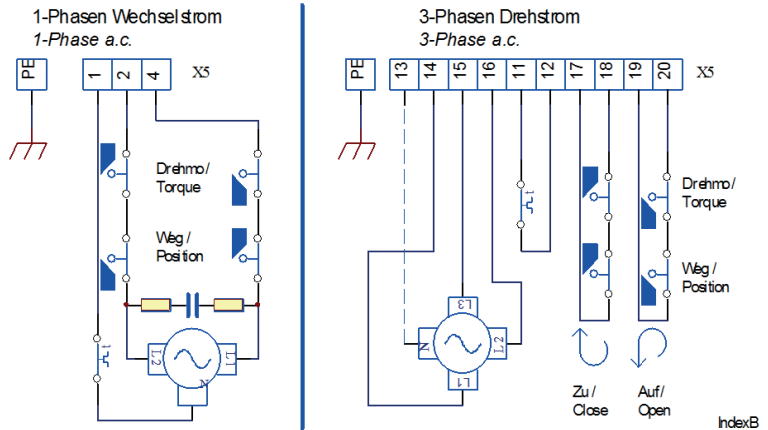 1-Phasen Wechselstrom
1-Phase a.c.
PE
1
2
4
X5
Drehmo/
Torque
Weg/
Position
t
L2
L1
N
3-Phasen Drehstrom
3-Phase a.c.
PE
13
14
15
16
11
12
17
18
19
20
X5
t
Drehmo/
Torque
Weg/
Position
L3
N
L2
L1
Zu/
Close
Auf/
Open
IndexB